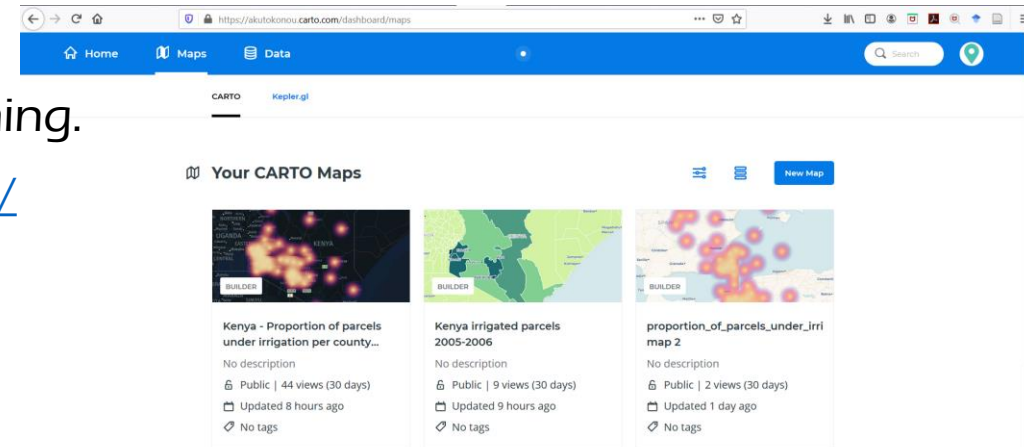 https://akutokonou.carto.com/dashboard/maps
Home Maps Data Search
CARTO Kepler.gl
ing.
/
Your CARTO Maps New Map
UGANDA KENYA
BUILDER BUILDER BUILDER
Kenya - Proportion of parcels
under irrigation per county...
No description
Public | 44 views (30 days)
Updated 8 hours ago
No tags
Kenya irrigated parcels
2005-2006
No description
Public | 9 views (30 days)
Updated 9 hours ago
No tags
proportion_of_parcels_under_irri
map 2
No description
Public | 2 views (30 days)
Updated 1 day ago
No tags